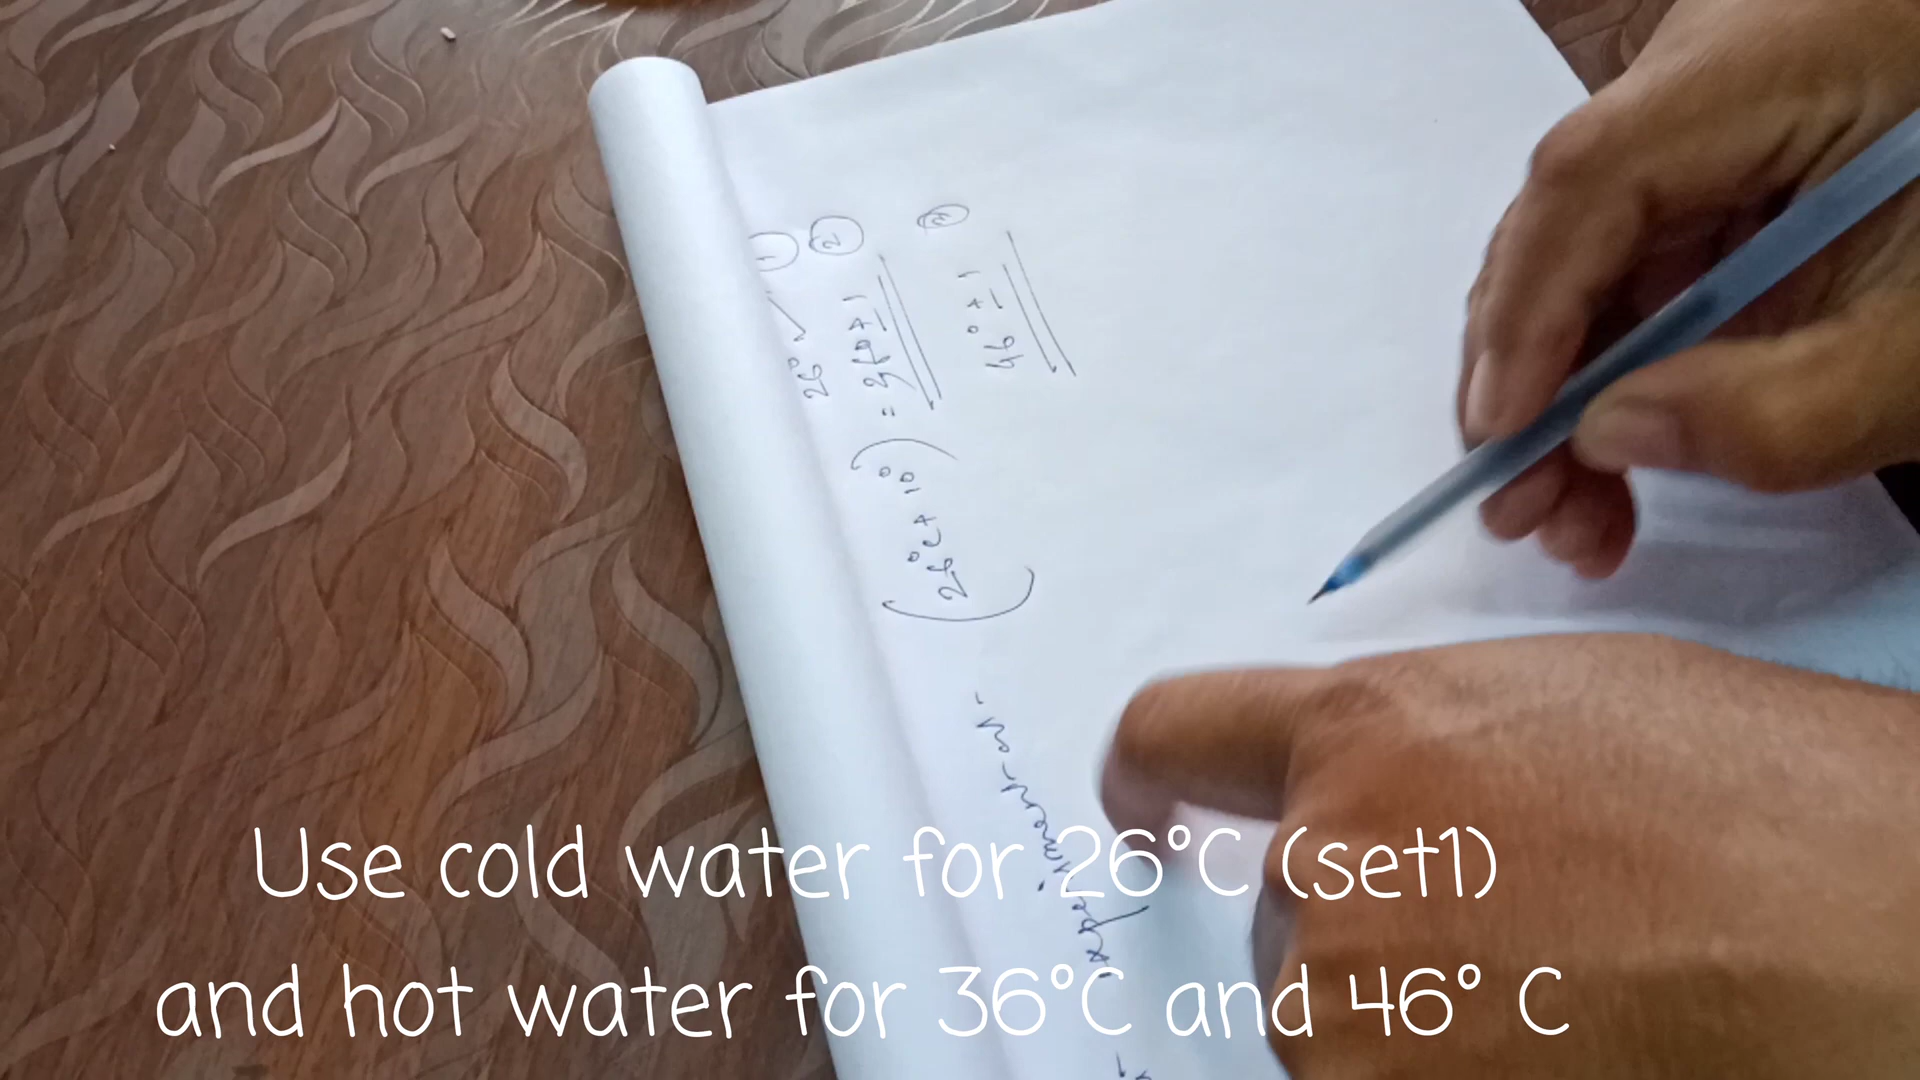 ① 26°
② (26°C + 10°) = 36° ± 1
③ 46° ± 1
Use cold water for 26°C (set1)
and hot water for 36°C and 46° C